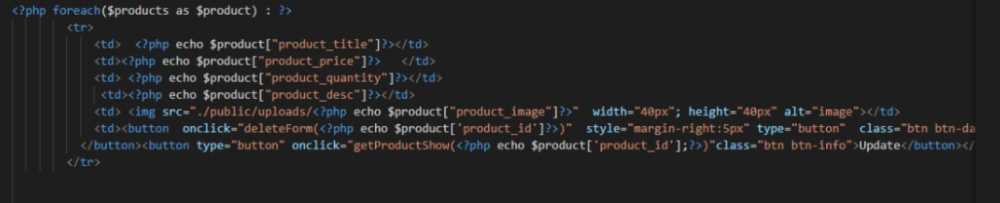 <?php foreach($products as $product) : ?>
<tr>
<td>  <?php echo $product["product_title"]?></td>
<td><?php echo $product["product_price"]?>   </td>
<td> <?php echo $product["product_quantity"]?></td>
<td><?php echo $product["product_desc"]?></td>
<td> <img src="./public/uploads/<?php echo $product["product_image"]?>"  width="40px"; height="40px" alt="image"></td>
<td><button  onclick="deleteForm(<?php echo $product['product_id']?>)"  style="margin-right:5px" type="button"  class="btn btn-da
</button><button type="button" onclick="getProductShow(<?php echo $product['product_id'];?>)"class="btn btn-info">Update</button></
</tr>